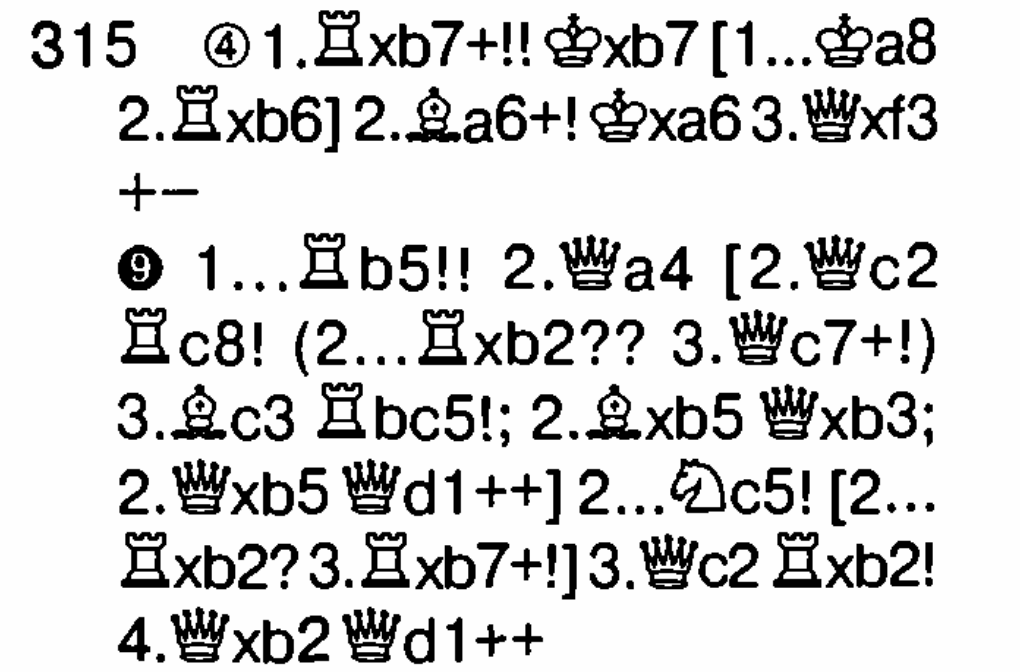 315 ④ 1.♖xb7+!! ♔xb7 [1...♔a8
2.♖xb6] 2.♗a6+! ♔xa6 3.♕xf3
+−
❾ 1...♖b5!! 2.♕a4 [2.♕c2
♖c8! (2...♖xb2?? 3.♕c7+!)
3.♗c3 ♖bc5!; 2.♗xb5 ♕xb3;
2.♕xb5 ♕d1++] 2...♘c5! [2...
♖xb2? 3.♖xb7+!] 3.♕c2 ♖xb2!
4.♕xb2 ♕d1++